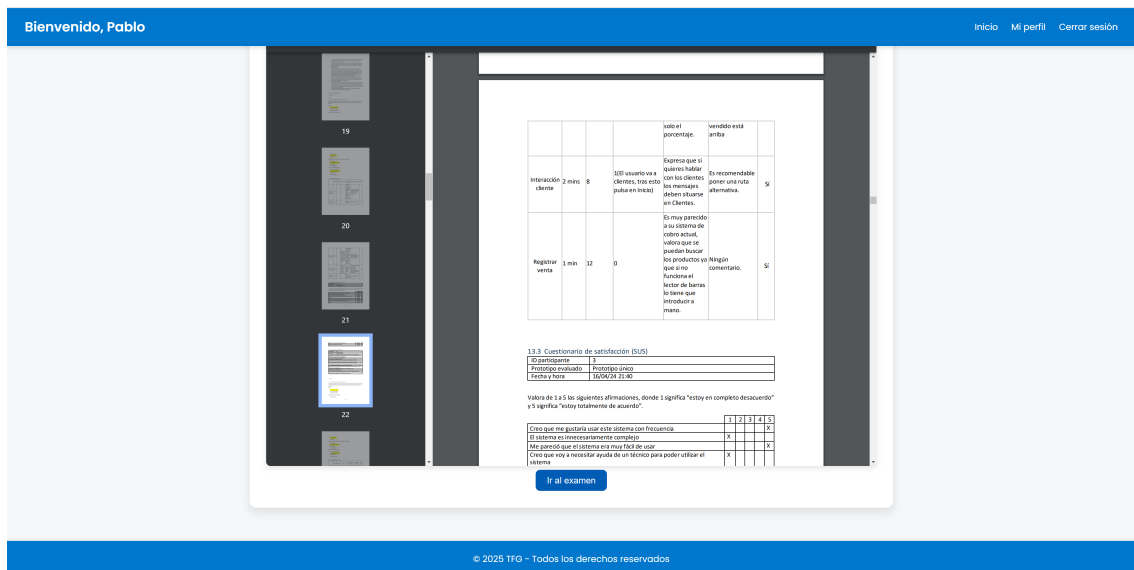 Bienvenido, Pablo
Inicio Mi perfil Cerrar sesión
19
20
21
22
solo el
porcentaje.
vendido está
arriba
Interacción
cliente
2 mins
8
1(El usuario va a
clientes, tras esto
pulsa en Inicio)
Expresa que si
quieres hablar
con los clientes
los mensajes
deben situarse
en Clientes.
Es recomendable
poner una ruta
alternativa.
Sí
Registrar
venta
1 min
12
0
Es muy parecido
a su sistema de
cobro actual,
valora que se
puedan buscar
los productos ya
que si no
funciona el
lector de barras
lo tiene que
introducir a
mano.
Ningún
comentario.
Sí
13.3 Cuestionario de satisfacción (SUS)
ID participante 3
Prototipo evaluado Prototipo único
Fecha y hora 16/04/24 21:40
Valora de 1 a 5 las siguientes afirmaciones, donde 1 significa “estoy en completo desacuerdo”
y 5 significa “estoy totalmente de acuerdo”.
1 2 3 4 5
Creo que me gustaría usar este sistema con frecuencia X
El sistema es innecesariamente complejo X
Me pareció que el sistema era muy fácil de usar X
Creo que voy a necesitar ayuda de un técnico para poder utilizar el X
sistema
Ir al examen
© 2025 TFG - Todos los derechos reservados